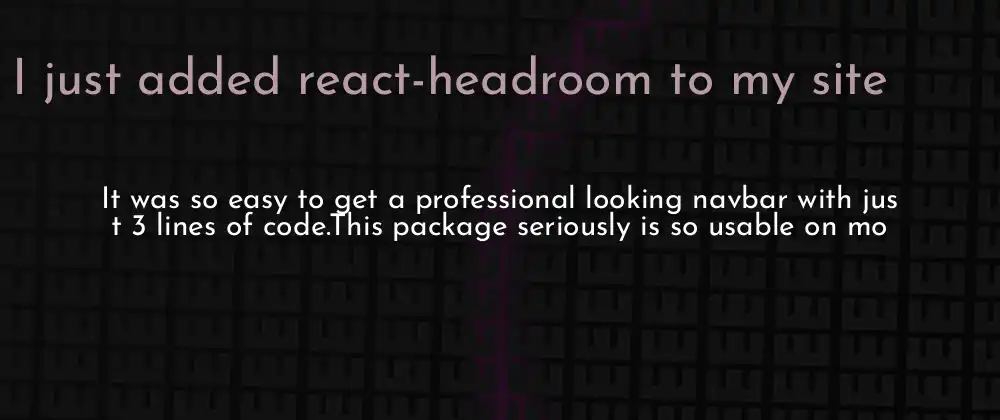 I just added react-headroom to my site
It was so easy to get a professional looking navbar with jus
t 3 lines of code.This package seriously is so usable on mo